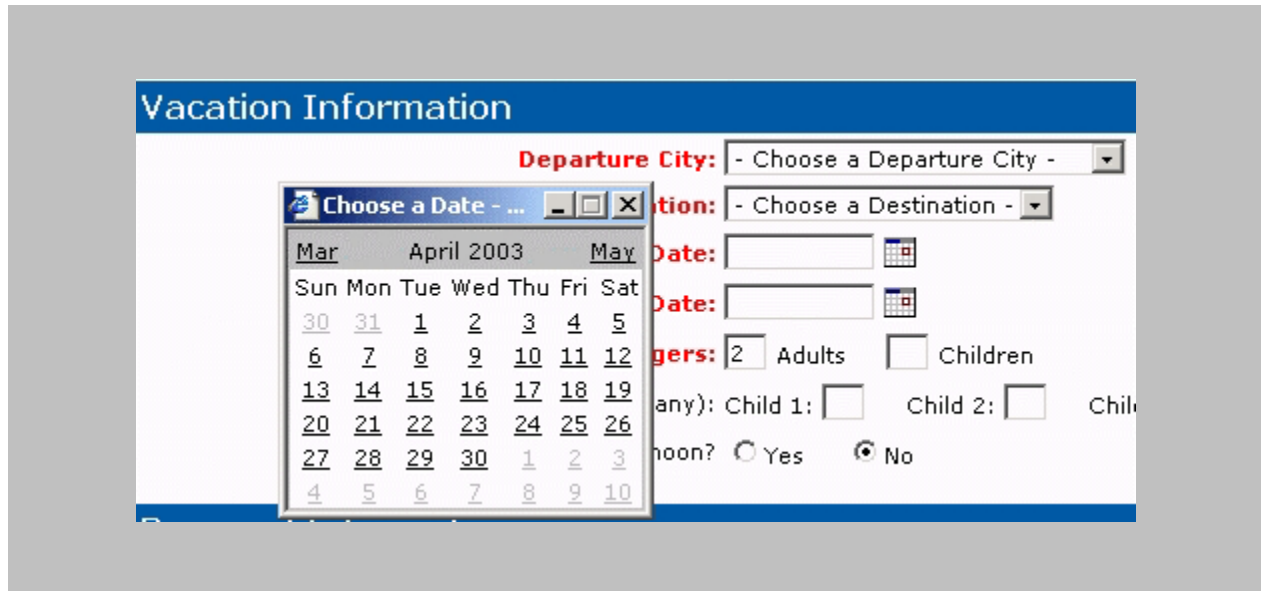 Vacation Information
Departure City: - Choose a Departure City -
Choose a Date - ...
tion: - Choose a Destination -
Mar April 2003 May
Date:
Sun Mon Tue Wed Thu Fri Sat
30 31 1 2 3 4 5
Date:
6 7 8 9 10 11 12
gers: 2 Adults Children
13 14 15 16 17 18 19
any): Child 1: Child 2: Chil
20 21 22 23 24 25 26
27 28 29 30 1 2 3
noon? Yes No
4 5 6 7 8 9 10